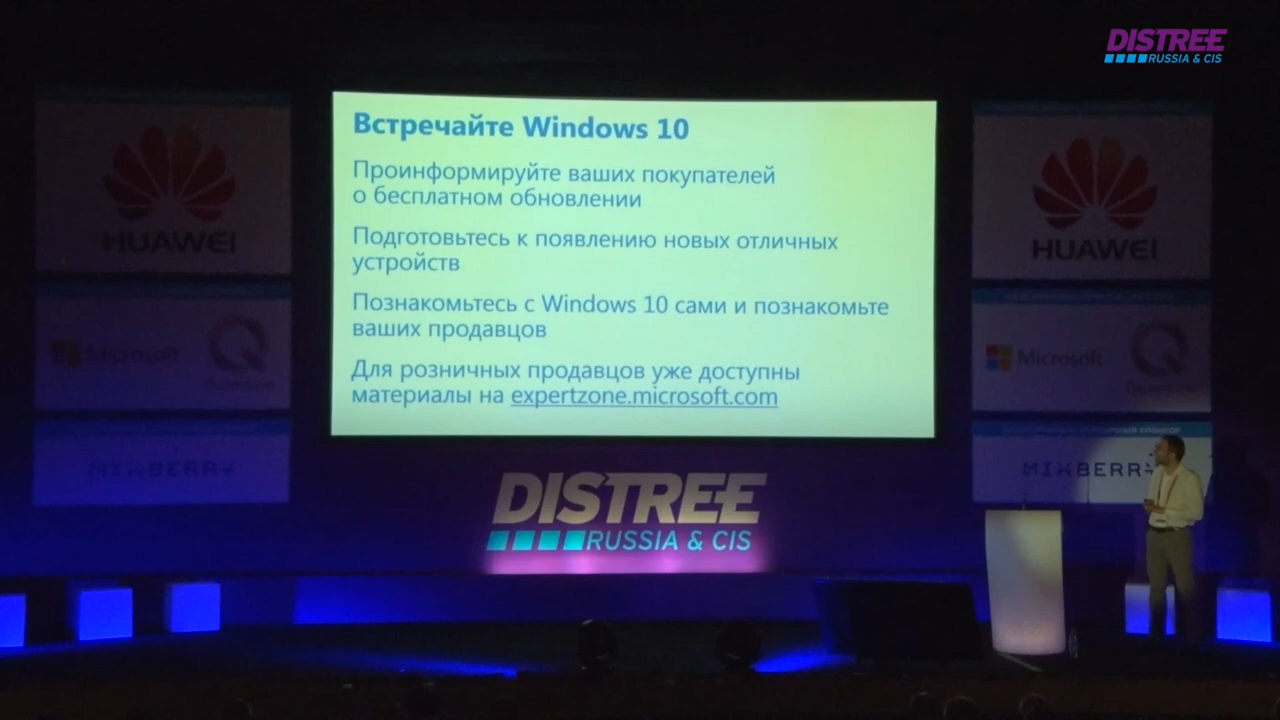 DISTREE
RUSSIA & CIS
Встречайте Windows 10
Проинформируйте ваших покупателей
о бесплатном обновлении
Подготовьтесь к появлению новых отличных
устройств
Познакомьтесь с Windows 10 сами и познакомьте
ваших продавцов
Для розничных продавцов уже доступны
материалы на expertzone.microsoft.com
HUAWEI
HUAWEI
Microsoft
Microsoft
MIKBERRY
MIKBERRY
DISTREE
RUSSIA & CIS